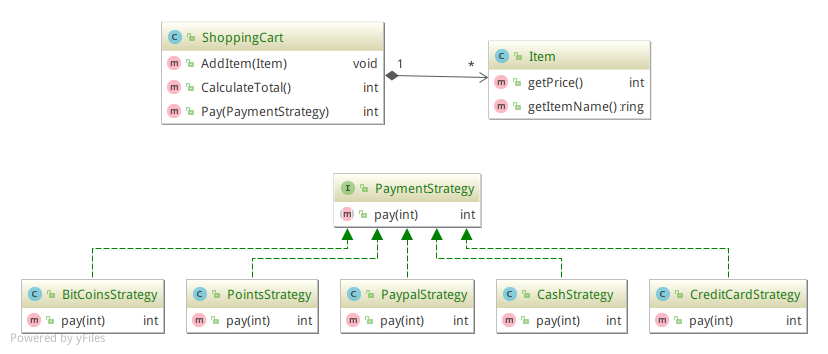 ShoppingCart
AddItem(Item) void
CalculateTotal() int
Pay(PaymentStrategy) int
1 *
Item
getPrice() int
getItemName() :ring
PaymentStrategy
pay(int) int
BitCoinsStrategy
pay(int) int
PointsStrategy
pay(int) int
PaypalStrategy
pay(int) int
CashStrategy
pay(int) int
CreditCardStrategy
pay(int) int
Powered by yFiles